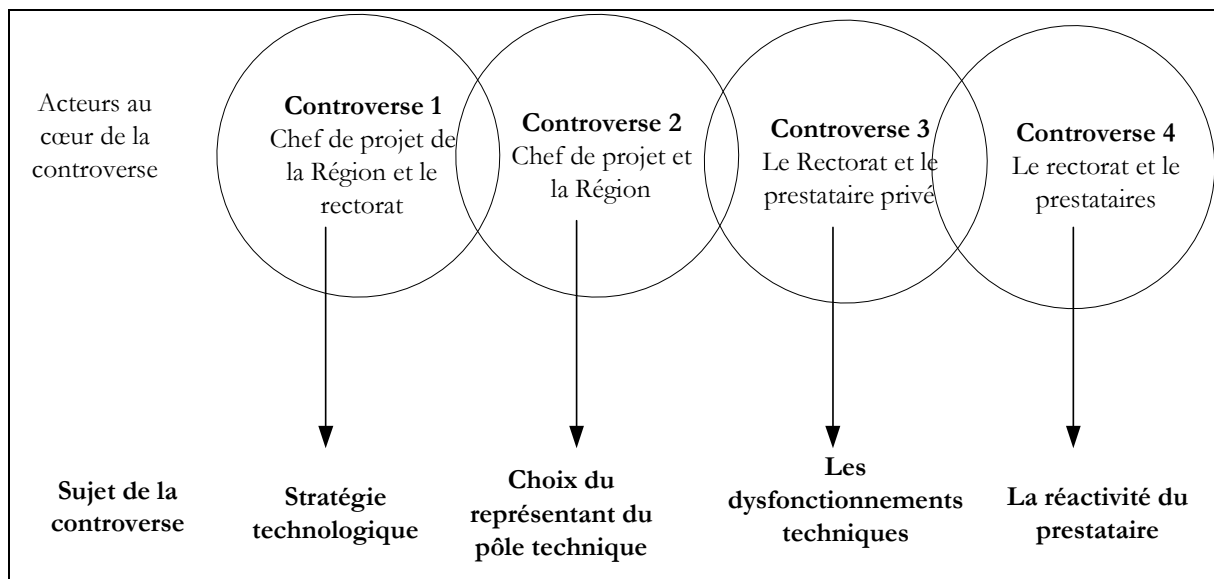 Acteurs au
cœur de la
controverse
Controverse 1
Chef de projet de
la Région et le
rectorat
Controverse 2
Chef de projet et
la Région
Controverse 3
Le Rectorat et le
prestataire privé
Controverse 4
Le rectorat et le
prestataires
Sujet de la
controverse
Stratégie
technologique
Choix du
représentant du
pôle technique
Les
dysfonctionnements
techniques
La réactivité du
prestataire